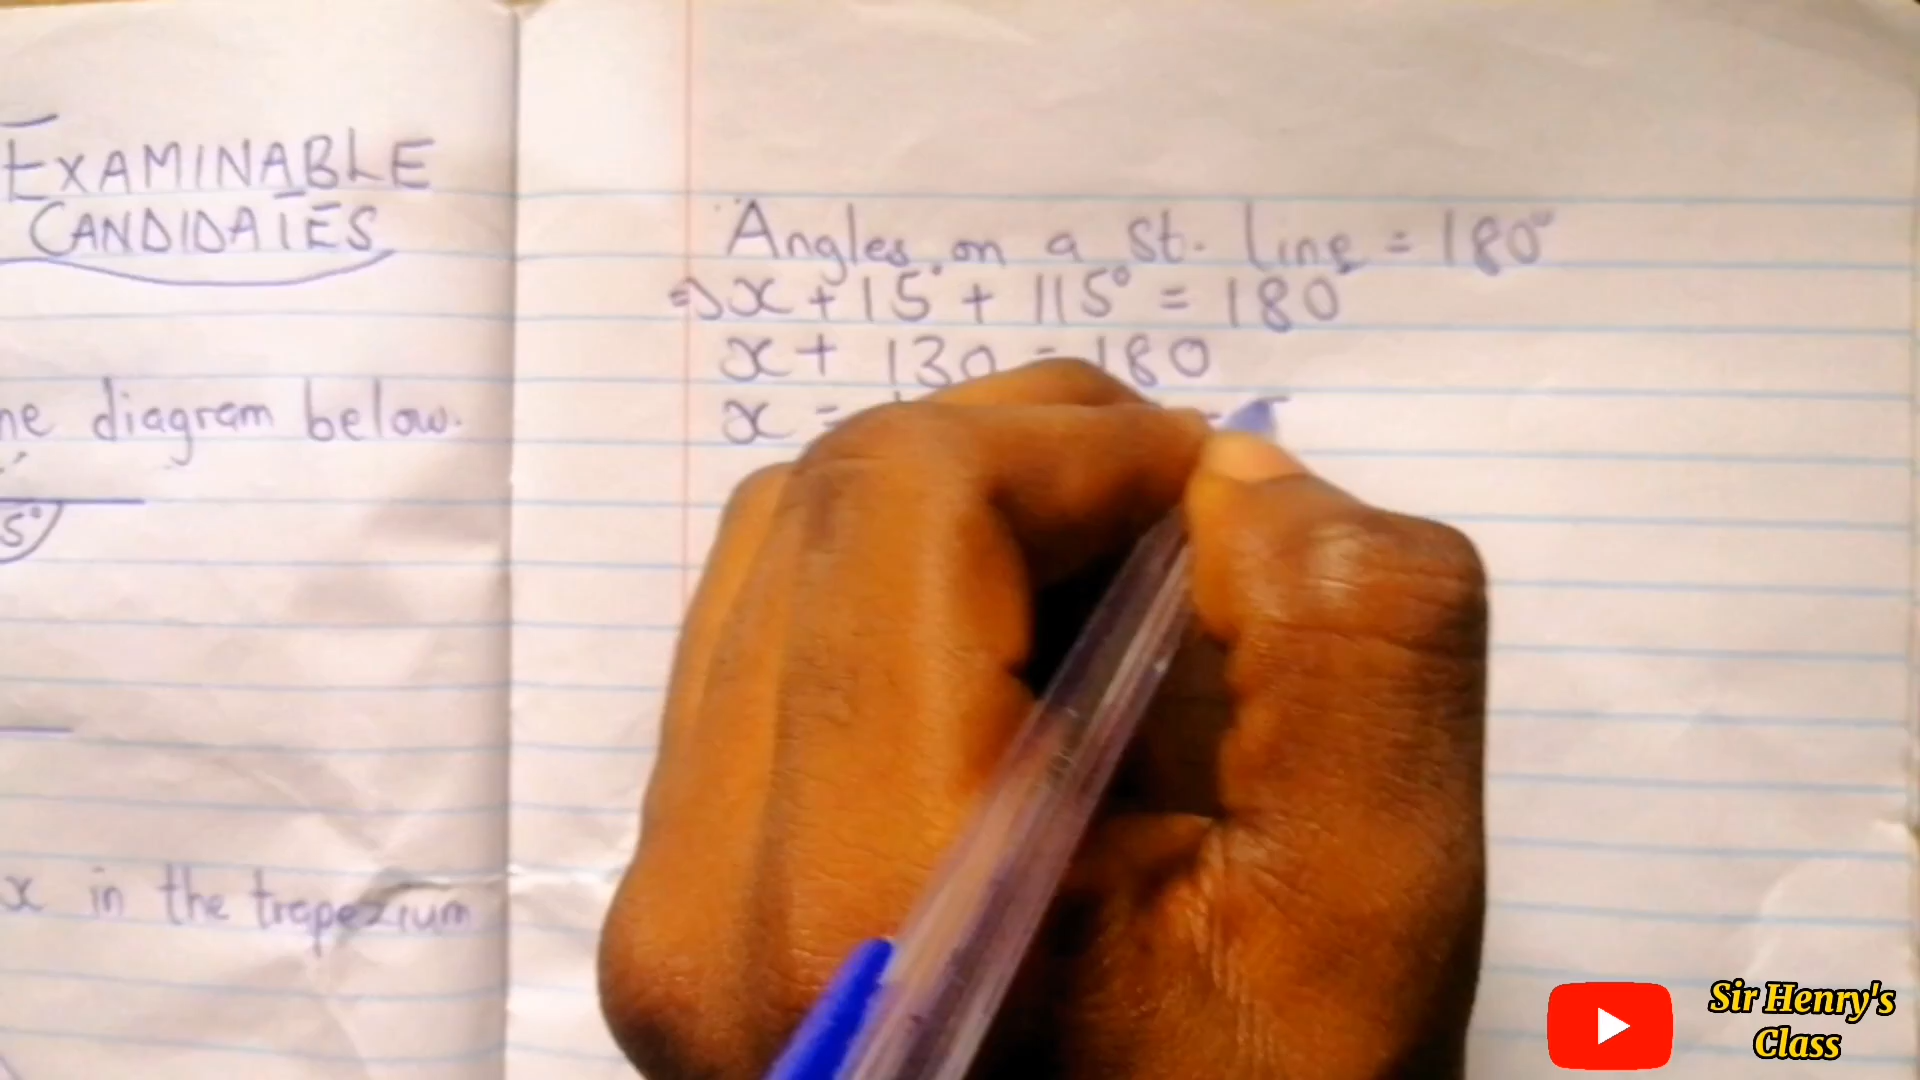 EXAMINABLE
CANDIDATES
diagram below.
5°
x in the trapezium
Angles on a st. line = 180°
⇒ x + 15° + 115° = 180
x + 130 = 180
x =
Sir Henry's
Class